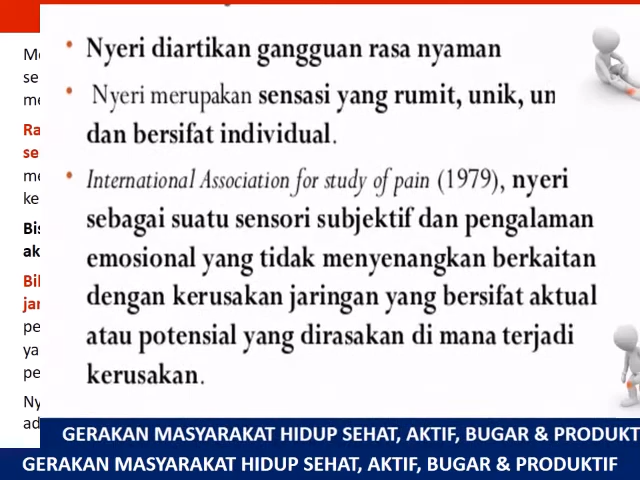 Nyeri diartikan gangguan rasa nyaman
Nyeri merupakan sensasi yang rumit, unik,
dan bersifat individual.
International Association for study of pain (1979), nyeri
sebagai suatu sensori subjektif dan pengalaman
emosional yang tidak menyenangkan berkaitan
dengan kerusakan jaringan yang bersifat aktual
atau potensial yang dirasakan di mana terjadi
kerusakan.
GERAKAN MASYARAKAT HIDUP SEHAT, AKTIF, BUGAR &
GERAKAN MASYARAKAT HIDUP SEHAT, AKTIF, BUGAR & PRODUKTIF